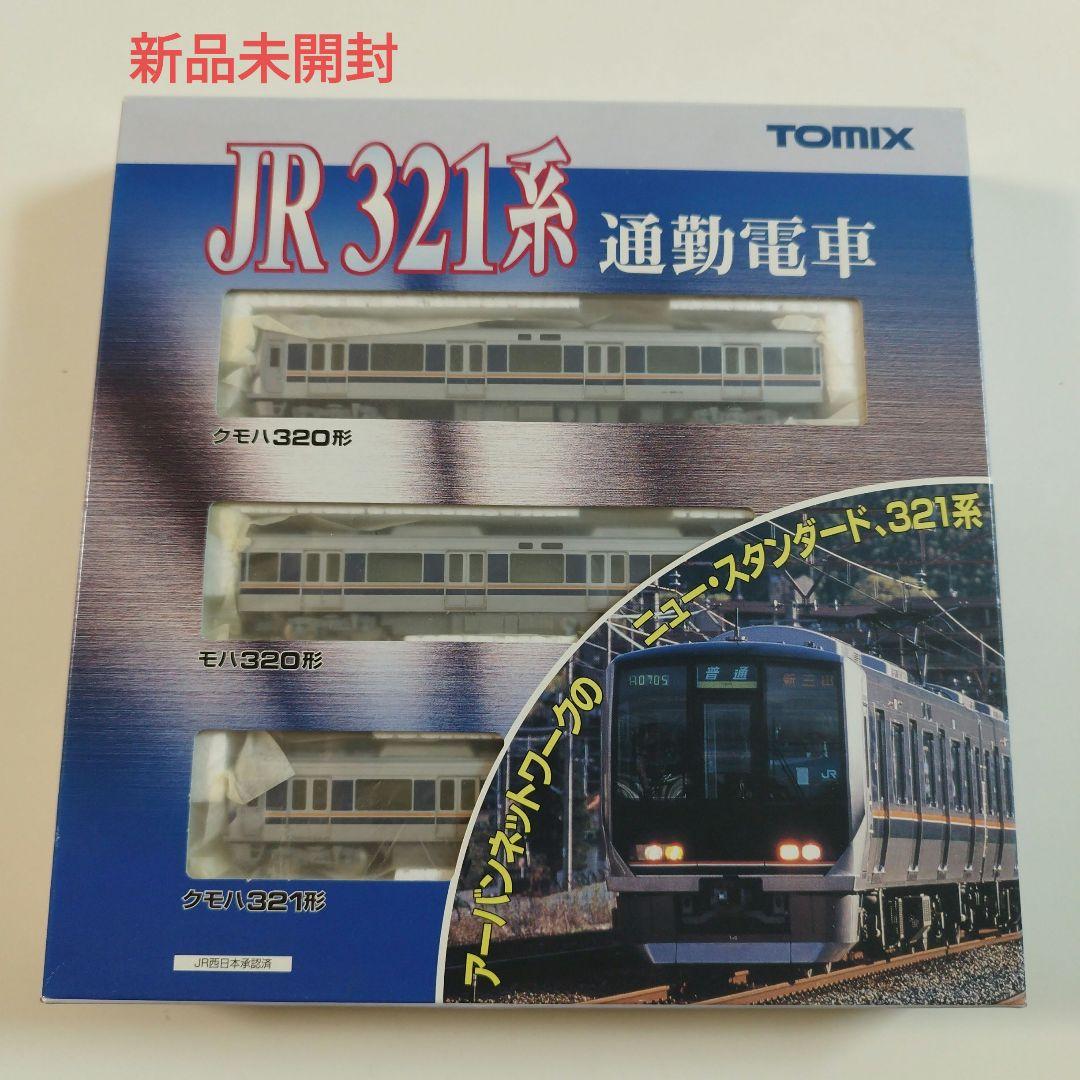 新品未開封
TOMIX
JR 321系 通勤電車
クモハ320形
モハ320形
クモハ321形
アーバンネットワークの
ニュー・スタンダード、321系
A0705
普通
JR
JR西日本承認済